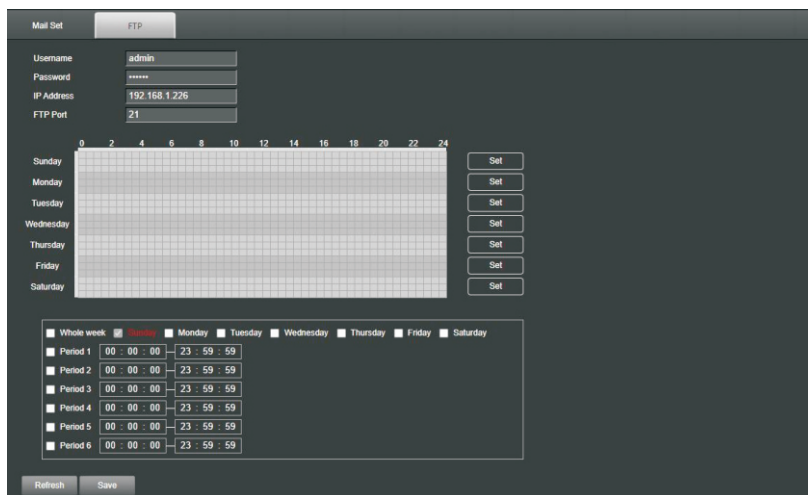 Mail Set FTP
Username admin
Password ••••••
IP Address 192.168.1.226
FTP Port 21
0 2 4 6 8 10 12 14 16 18 20 22 24
Sunday Set
Monday Set
Tuesday Set
Wednesday Set
Thursday Set
Friday Set
Saturday Set
Whole week Sunday Monday Tuesday Wednesday Thursday Friday Saturday
Period 1 00 : 00 : 00 — 23 : 59 : 59
Period 2 00 : 00 : 00 — 23 : 59 : 59
Period 3 00 : 00 : 00 — 23 : 59 : 59
Period 4 00 : 00 : 00 — 23 : 59 : 59
Period 5 00 : 00 : 00 — 23 : 59 : 59
Period 6 00 : 00 : 00 — 23 : 59 : 59
Refresh Save